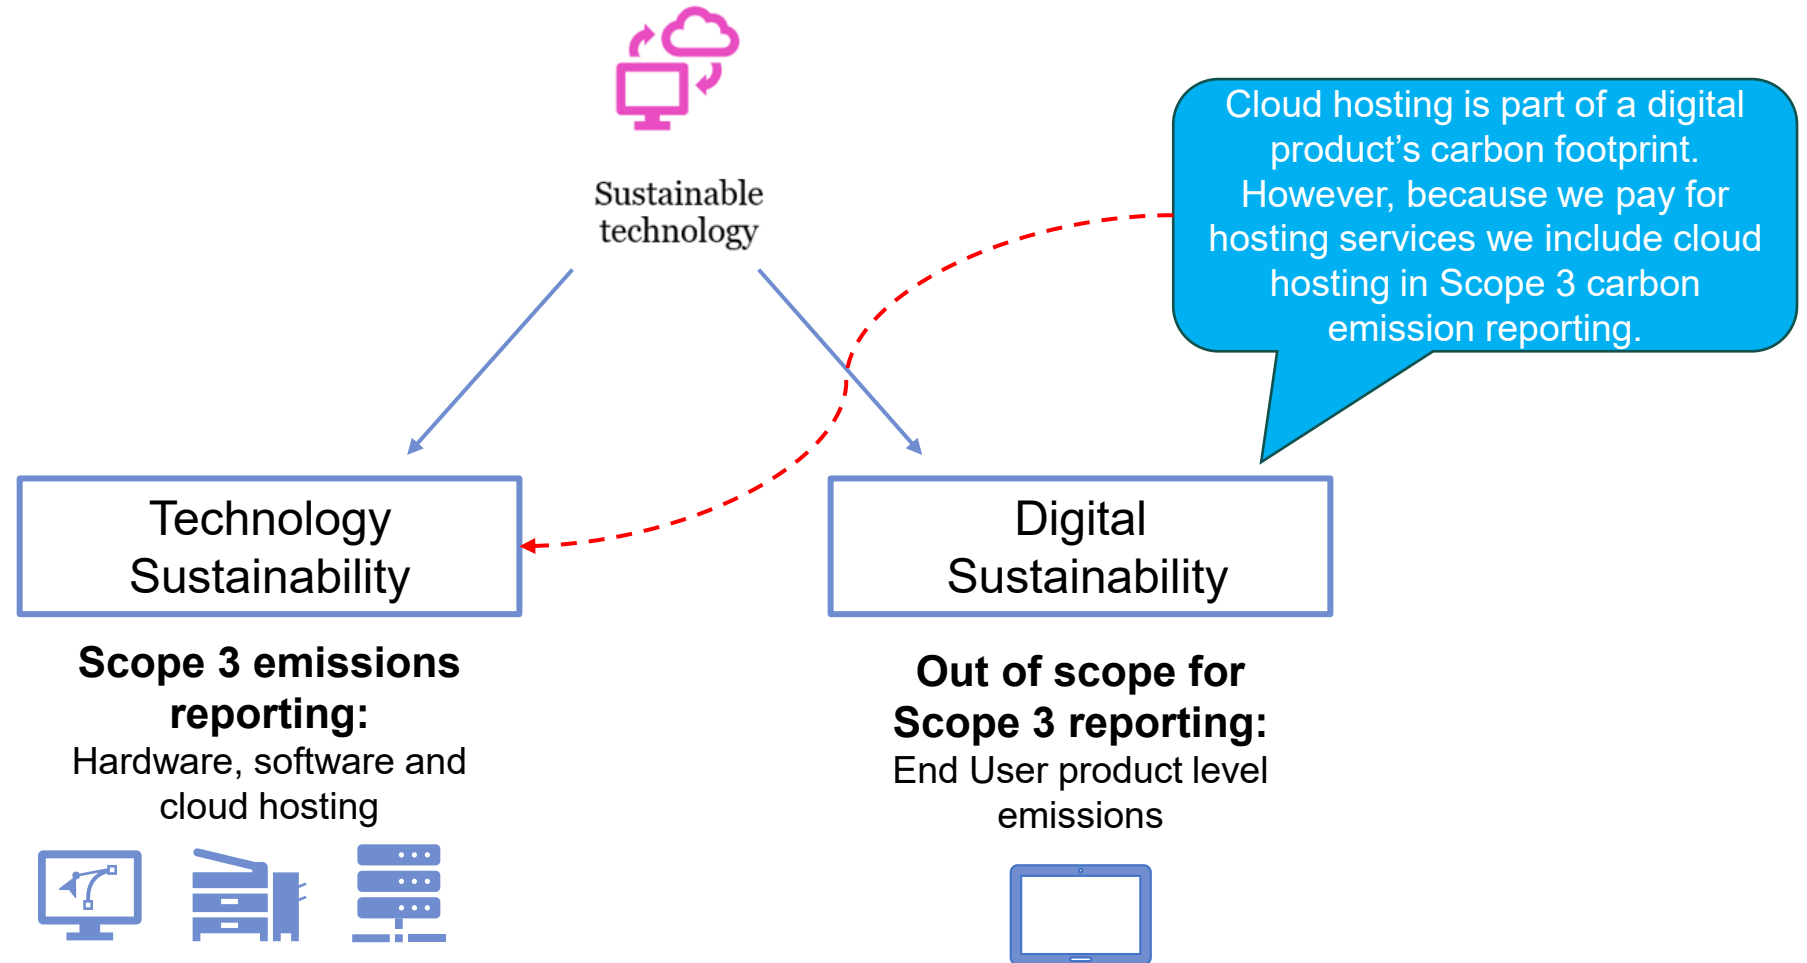 Sustainable
technology
Cloud hosting is part of a digital
product’s carbon footprint.
However, because we pay for
hosting services we include cloud
hosting in Scope 3 carbon
emission reporting.
Technology
Sustainability
Scope 3 emissions
reporting:
Hardware, software and
cloud hosting
Digital
Sustainability
Out of scope for
Scope 3 reporting:
End User product level
emissions